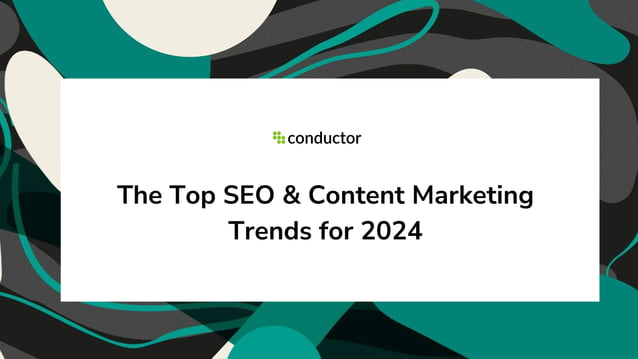 conductor
The Top SEO & Content Marketing
Trends for 2024